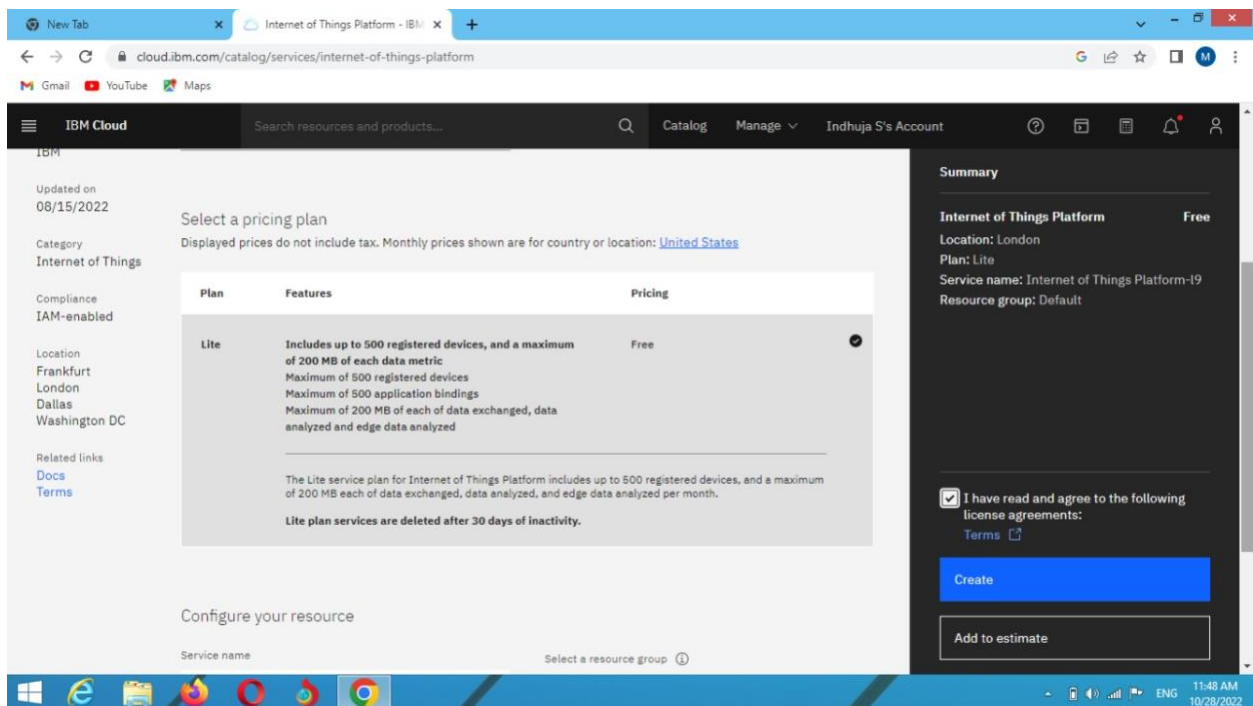 New Tab
Internet of Things Platform - IBM
cloud.ibm.com/catalog/services/internet-of-things-platform
G
M
Gmail
YouTube
Maps
IBM Cloud
Search resources and products...
Catalog
Manage
Indhuja S's Account
IBM
Updated on
08/15/2022
Category
Internet of Things
Compliance
IAM-enabled
Location
Frankfurt
London
Dallas
Washington DC
Related links
Docs
Terms
Select a pricing plan
Displayed prices do not include tax. Monthly prices shown are for country or location: United States
Plan Features Pricing
Lite Includes up to 500 registered devices, and a maximum Free
of 200 MB of each data metric
Maximum of 500 registered devices
Maximum of 500 application bindings
Maximum of 200 MB of each of data exchanged, data
analyzed and edge data analyzed
The Lite service plan for Internet of Things Platform includes up to 500 registered devices, and a maximum
of 200 MB each of data exchanged, data analyzed, and edge data analyzed per month.
Lite plan services are deleted after 30 days of inactivity.
Configure your resource
Service name
Select a resource group
Summary
Internet of Things Platform Free
Location: London
Plan: Lite
Service name: Internet of Things Platform-l9
Resource group: Default
I have read and agree to the following
license agreements:
Terms
Create
Add to estimate
ENG
11:48 AM
10/28/2022